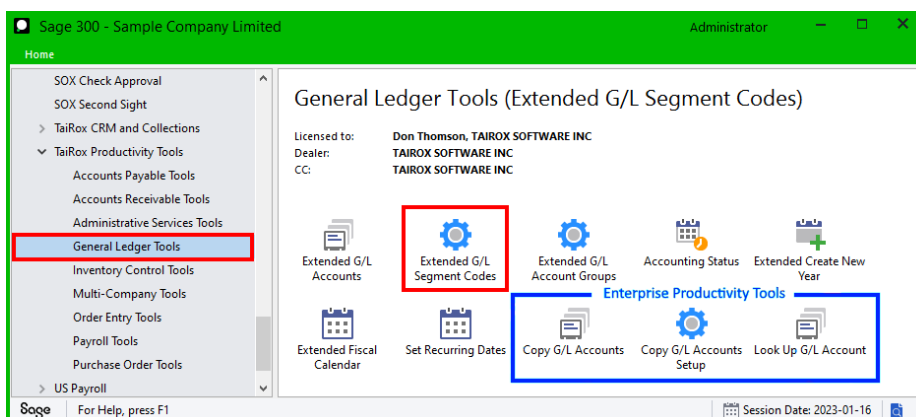 Sage 300 - Sample Company Limited
Administrator
Home
SOX Check Approval
SOX Second Sight
TaiRox CRM and Collections
TaiRox Productivity Tools
Accounts Payable Tools
Accounts Receivable Tools
Administrative Services Tools
General Ledger Tools
Inventory Control Tools
Multi-Company Tools
Order Entry Tools
Payroll Tools
Purchase Order Tools
US Payroll
General Ledger Tools (Extended G/L Segment Codes)
Licensed to: Don Thomson, TAIROX SOFTWARE INC
Dealer: TAIROX SOFTWARE INC
CC: TAIROX SOFTWARE INC
Extended G/L
Accounts
Extended G/L
Segment Codes
Extended G/L
Account Groups
Accounting Status
Extended Create New
Year
Enterprise Productivity Tools
Extended Fiscal
Calendar
Set Recurring Dates
Copy G/L Accounts
Copy G/L Accounts
Setup
Look Up G/L Account
Sage
For Help, press F1
Session Date: 2023-01-16